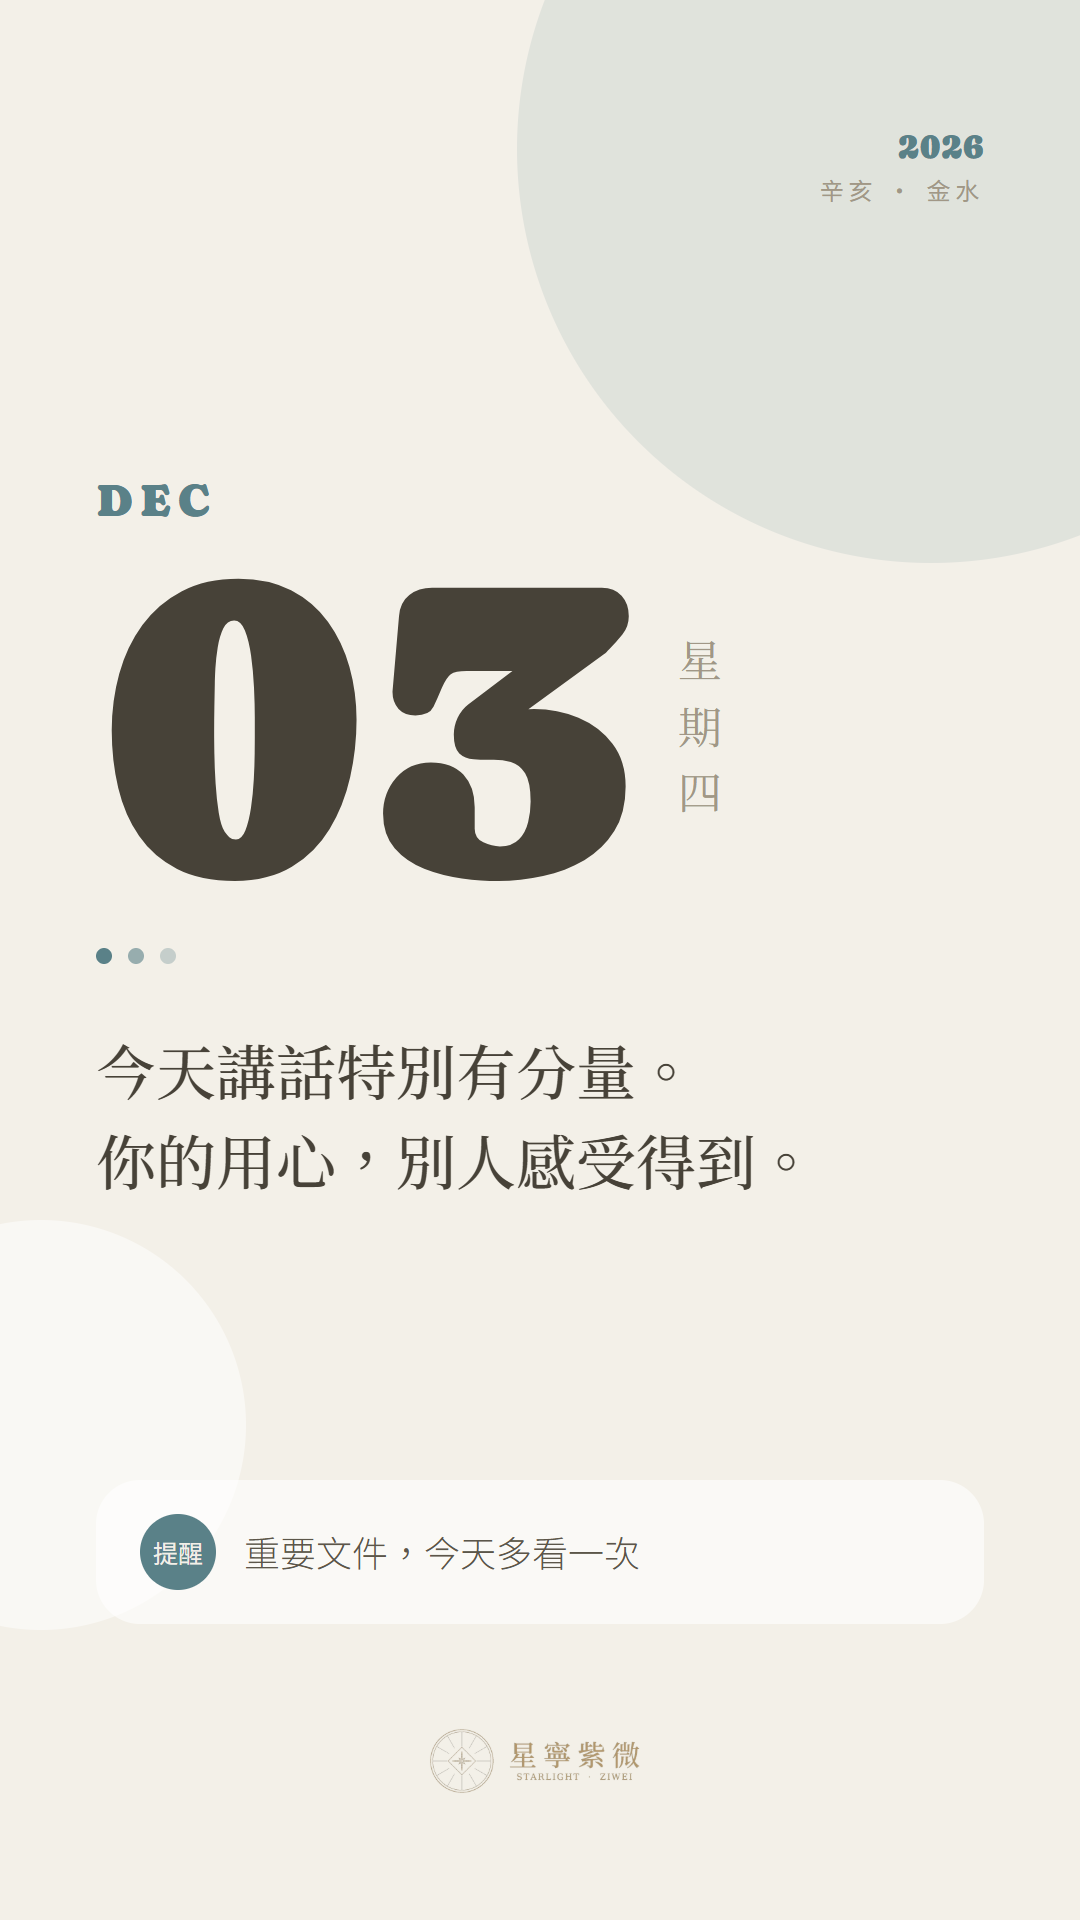 2026
辛亥 · 金水
DEC
03
星期四
今天講話特別有分量。
你的用心，別人感受得到。
提醒
重要文件，今天多看一次
星寧紫微
STARLIGHT · ZIWEI